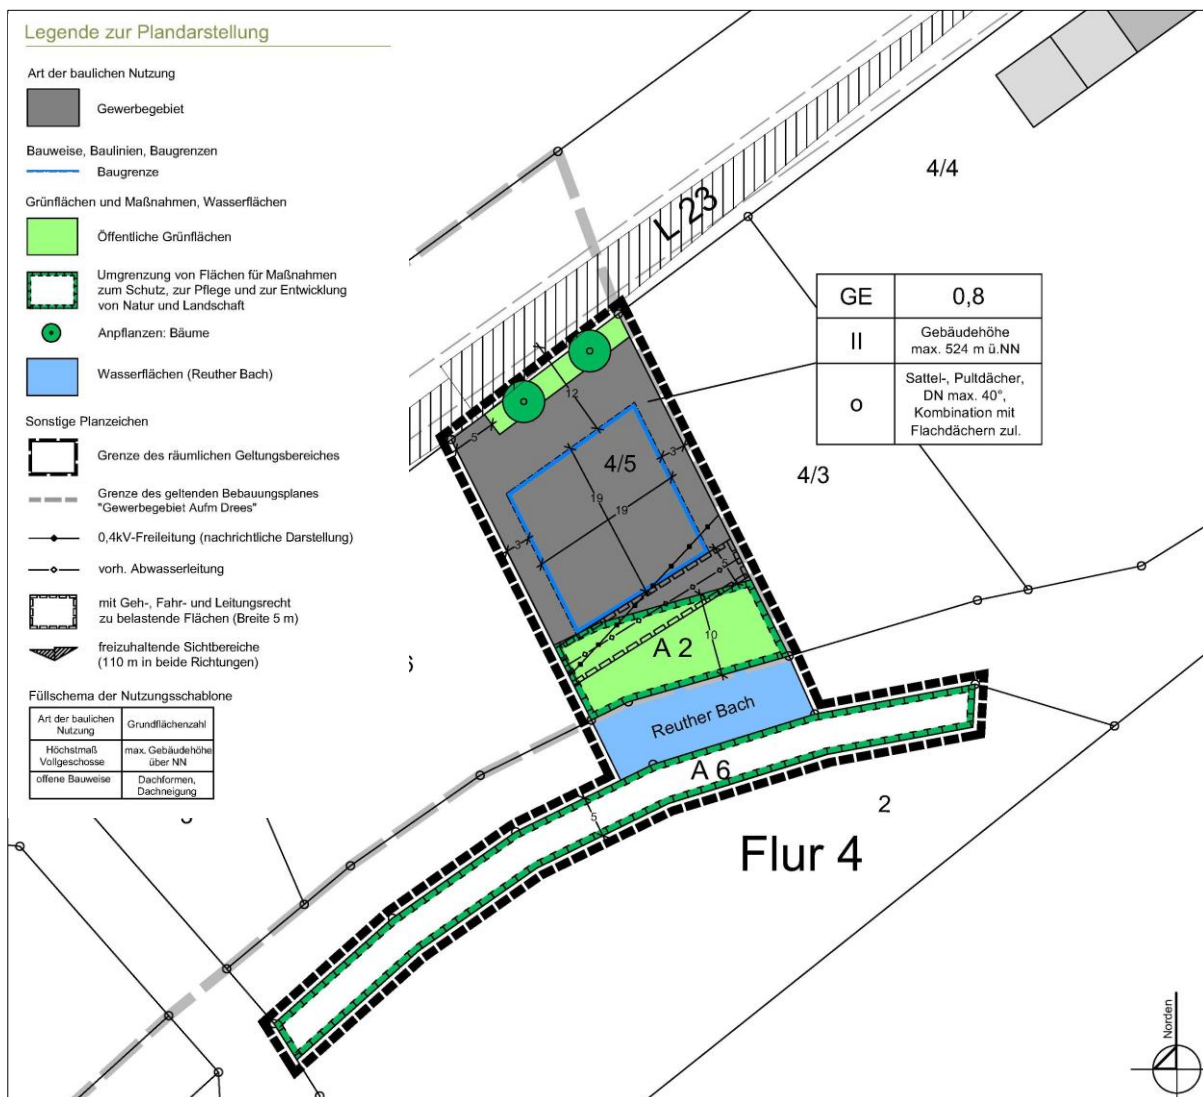 Legende zur Plandarstellung
Art der baulichen Nutzung
Gewerbegebiet
Bauweise, Baulinien, Baugrenzen
Baugrenze
Grünflächen und Maßnahmen, Wasserflächen
Öffentliche Grünflächen
Umgrenzung von Flächen für Maßnahmen
zum Schutz, zur Pflege und zur Entwicklung
von Natur und Landschaft
Anpflanzen: Bäume
Wasserflächen (Reuther Bach)
Sonstige Planzeichen
Grenze des räumlichen Geltungsbereiches
Grenze des geltenden Bebauungsplanes
"Gewerbegebiet Aufm Drees"
0,4kV-Freileitung (nachrichtliche Darstellung)
vorh. Abwasserleitung
mit Geh-, Fahr- und Leitungsrecht
zu belastende Flächen (Breite 5 m)
freizuhaltende Sichtbereiche
(110 m in beide Richtungen)
Füllschema der Nutzungsschablone
Art der baulichen
Nutzung
Grundflächenzahl
Höchstmaß
Vollgeschosse
max. Gebäudehöhe
über NN
offene Bauweise
Dachformen,
Dachneigung
4/4
L 23
GE
0,8
II
Gebäudehöhe
max. 524 m ü.NN
o
Sattel-, Pultdächer,
DN max. 40°,
Kombination mit
Flachdächern zul.
12
5
4/5
3
4/3
19
19
3
5
A 2
10
Reuther Bach
A 6
5
2
Flur 4
Norden